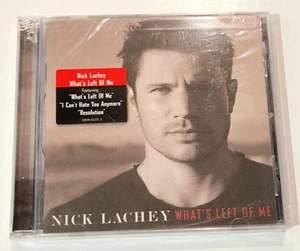 Nick Lachey
What's Left Of Me
Featuring...
"What's Left Of Me"
"I Can't Hate You Anymore"
"Resolution"
NICK LACHEY WHAT'S LEFT OF ME